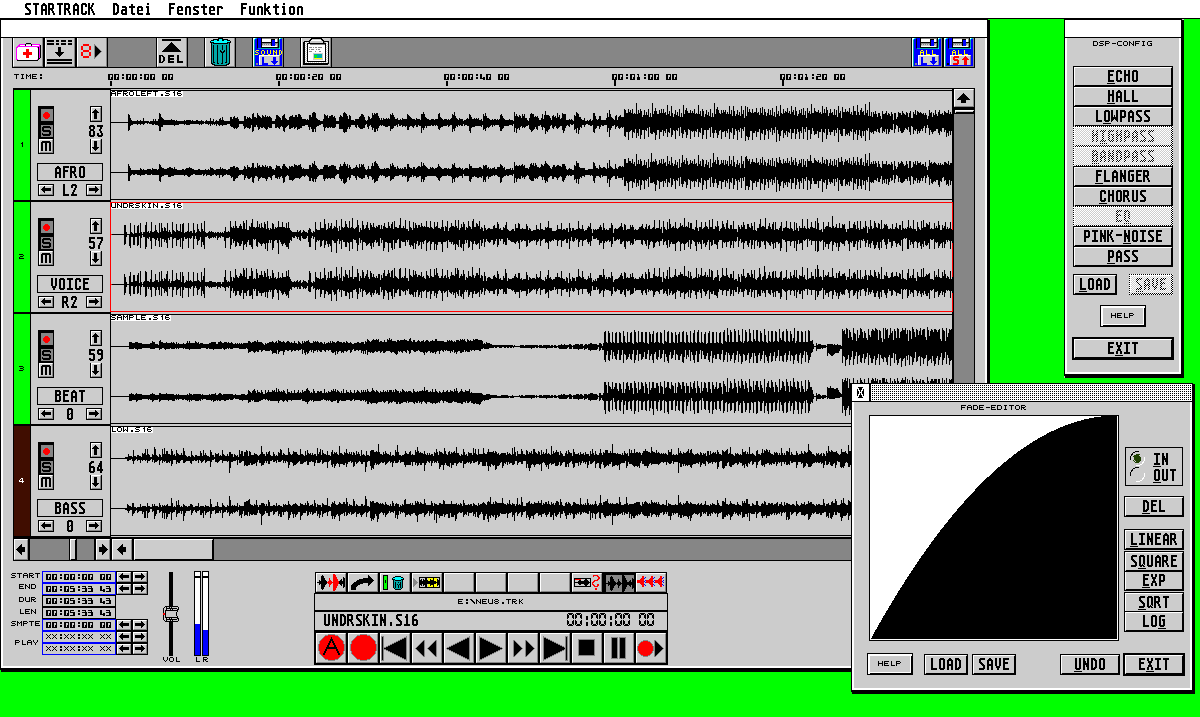 STARTRACK Datei Fenster Funktion
DSP-CONFIG
8 DEL SOUND ALL ALL
TIME: 00:00:00 00 00:00:20 00 00:00:40 00 00:01:00 00 00:01:20 00
AFROLEFT.S16
1 83
S
M
AFRO
L2
UNDRSKIN.S16
2 57
S
M
VOICE
R2
SAMPLE.S16
3 59
S
M
BEAT
0
LOW.S16
4 64
S
M
BASS
0
ECHO
HALL
LOWPASS
HIGHPASS
BANDPASS
FLANGER
CHORUS
EQ
PINK-NOISE
PASS
LOAD SAVE
HELP
EXIT
FADE-EDITOR
IN
OUT
DEL
LINEAR
SQUARE
EXP
SQRT
LOG
HELP LOAD SAVE UNDO EXIT
START 00:00:00 00
END 00:05:33 43
DUR 00:05:33 43
LEN 00:05:33 43
SMPTE 00:00:00 00
PLAY XX:XX:XX XX
XX:XX:XX XX
VOL L R
E:\NEUS.TRK
UNDRSKIN.S16 00:00:00 00
A